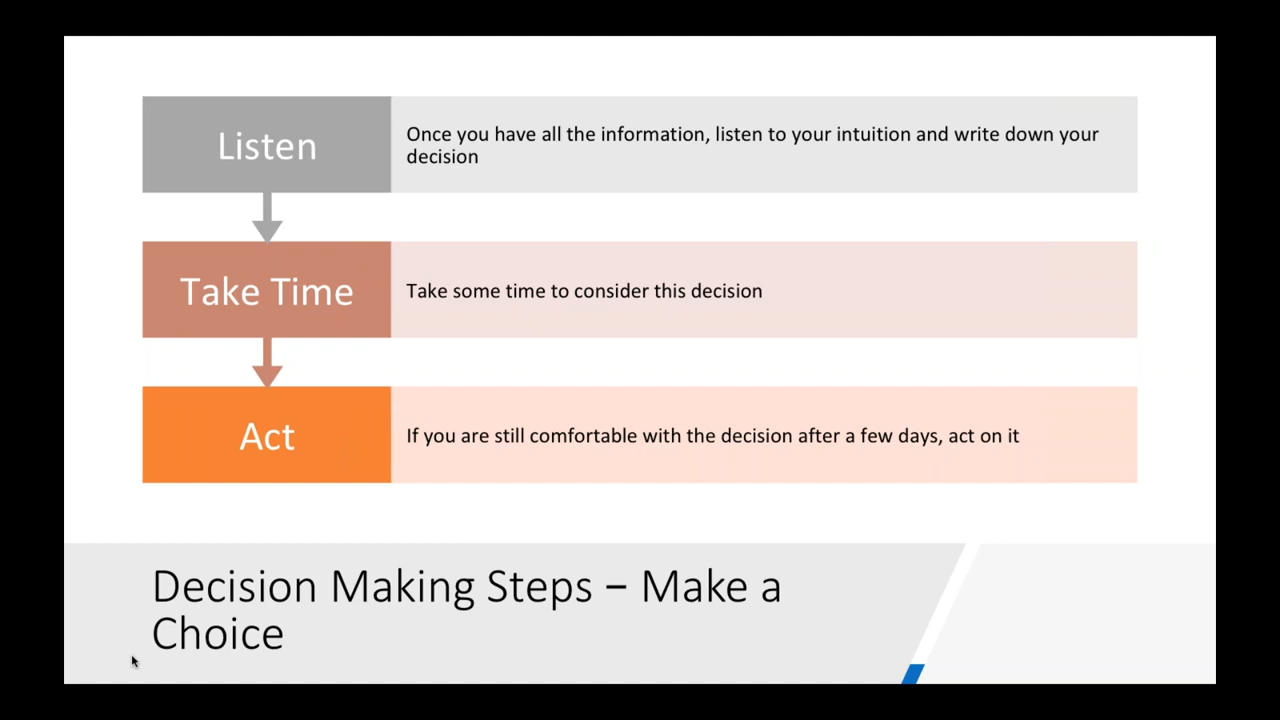 Listen
Once you have all the information, listen to your intuition and write down your
decision
Take Time
Take some time to consider this decision
Act
If you are still comfortable with the decision after a few days, act on it
Decision Making Steps – Make a
Choice